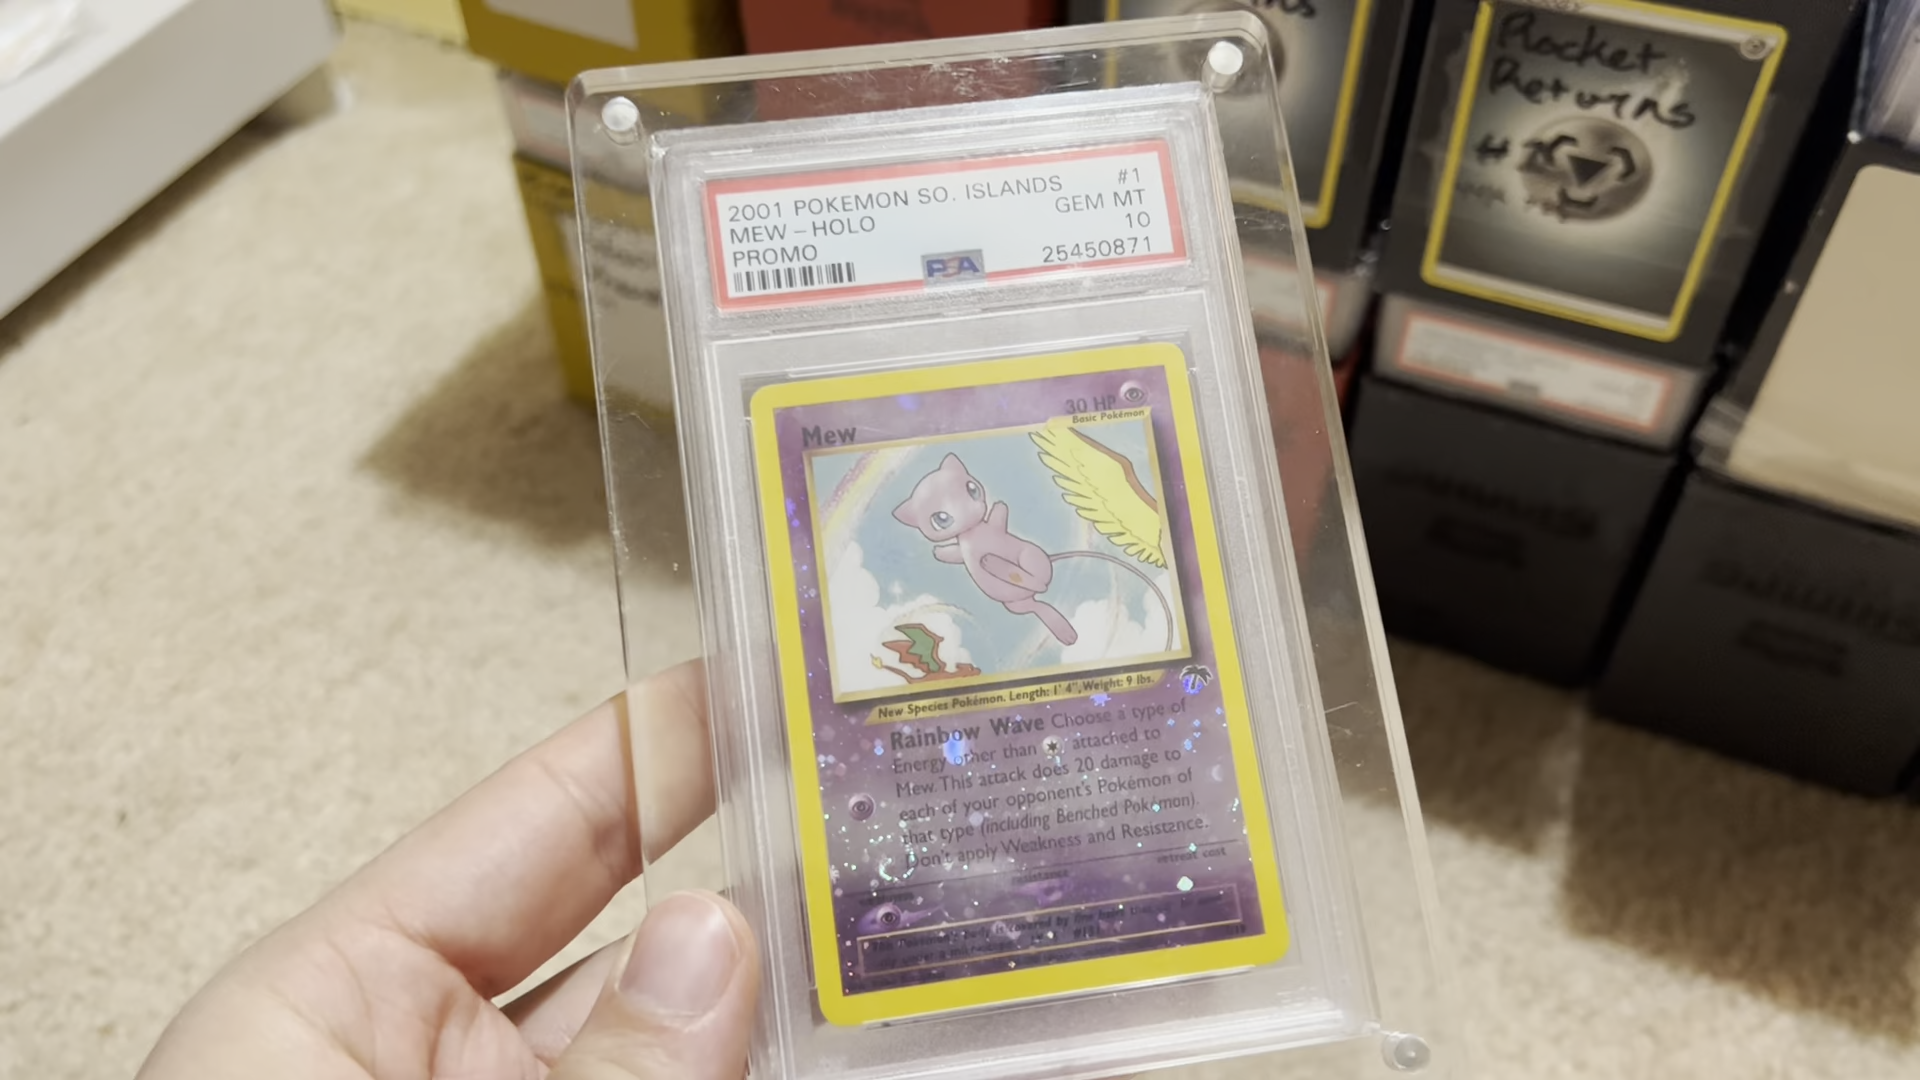 Rocket
Returns
2001 POKEMON SO. ISLANDS #1
MEW - HOLO GEM MT
PROMO 10
PSA 25450871
30 HP
Basic Pokémon
Mew
New Species Pokémon. Length: 1' 4", Weight: 9 lbs.
Rainbow Wave Choose a type of
Energy other than attached to
Mew. This attack does 20 damage to
each of your opponent's Pokémon of
that type (including Benched Pokémon).
Don't apply Weakness and Resistance.
retreat cost
resistance